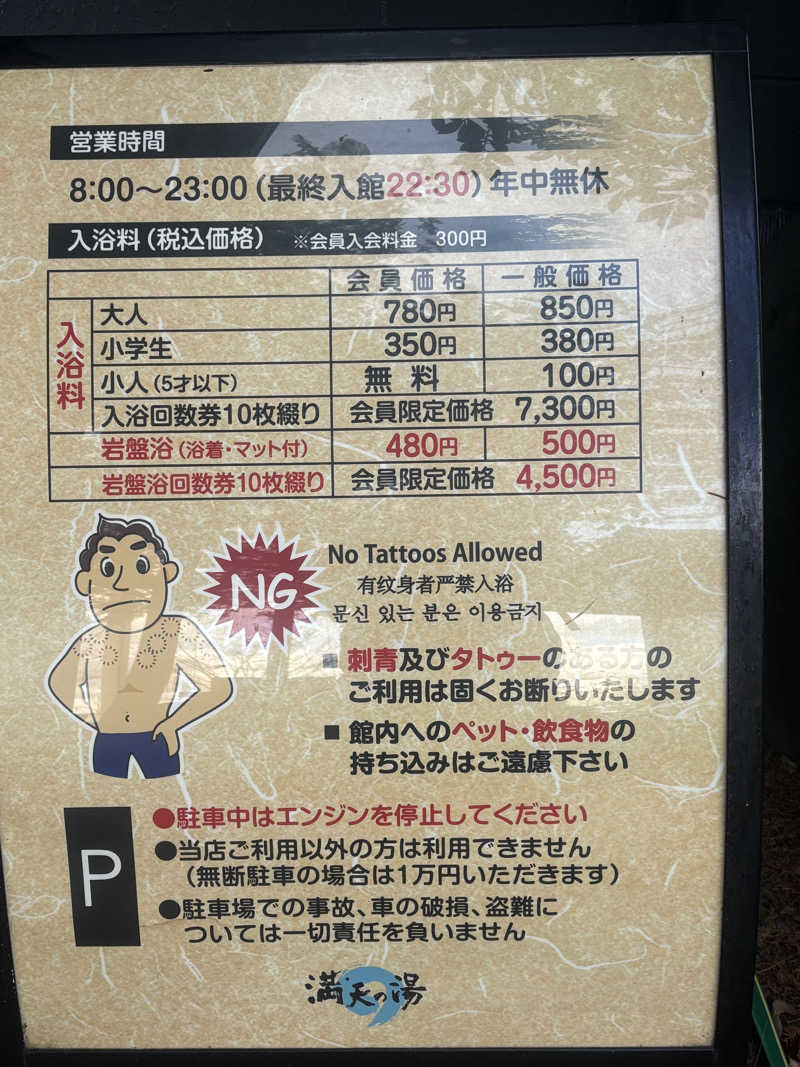 営業時間
8:00～23:00（最終入館22:30）年中無休
入浴料（税込価格） ※会員入会料金 300円
会員価格 一般価格
入浴料
大人 780円 850円
小学生 350円 380円
小人（5才以下） 無料 100円
入浴回数券10枚綴り 会員限定価格 7,300円
岩盤浴（浴着・マット付） 480円 500円
岩盤浴回数券10枚綴り 会員限定価格 4,500円
NG
No Tattoos Allowed
有纹身者严禁入浴
문신 있는 분은 이용금지
■ 刺青及びタトゥーのある方の
ご利用は固くお断りいたします
■ 館内へのペット・飲食物の
持ち込みはご遠慮下さい
P
●駐車中はエンジンを停止してください
●当店ご利用以外の方は利用できません
（無断駐車の場合は1万円いただきます）
●駐車場での事故、車の破損、盗難に
ついては一切責任を負いません
満天の湯